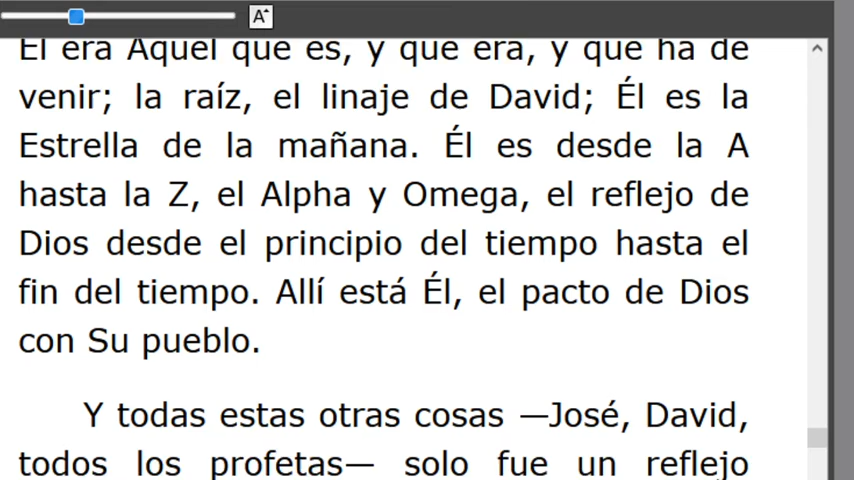 A
Él era Aquel que es, y que era, y que ha de
venir; la raíz, el linaje de David; Él es la
Estrella de la mañana. Él es desde la A
hasta la Z, el Alpha y Omega, el reflejo de
Dios desde el principio del tiempo hasta el
fin del tiempo. Allí está Él, el pacto de Dios
con Su pueblo.
Y todas estas otras cosas —José, David,
todos los profetas— solo fue un reflejo